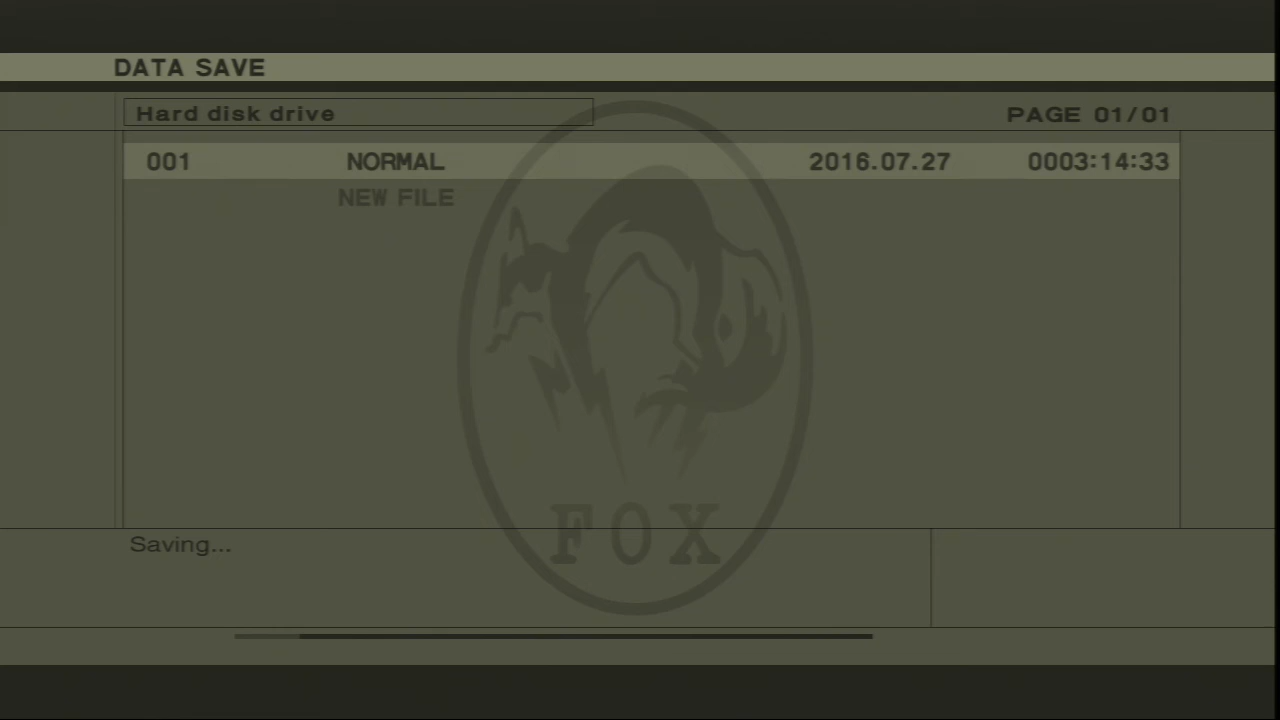 DATA SAVE
Hard disk drive PAGE 01/01
001 NORMAL 2016.07.27 0003:14:33
NEW FILE
FOX
Saving...